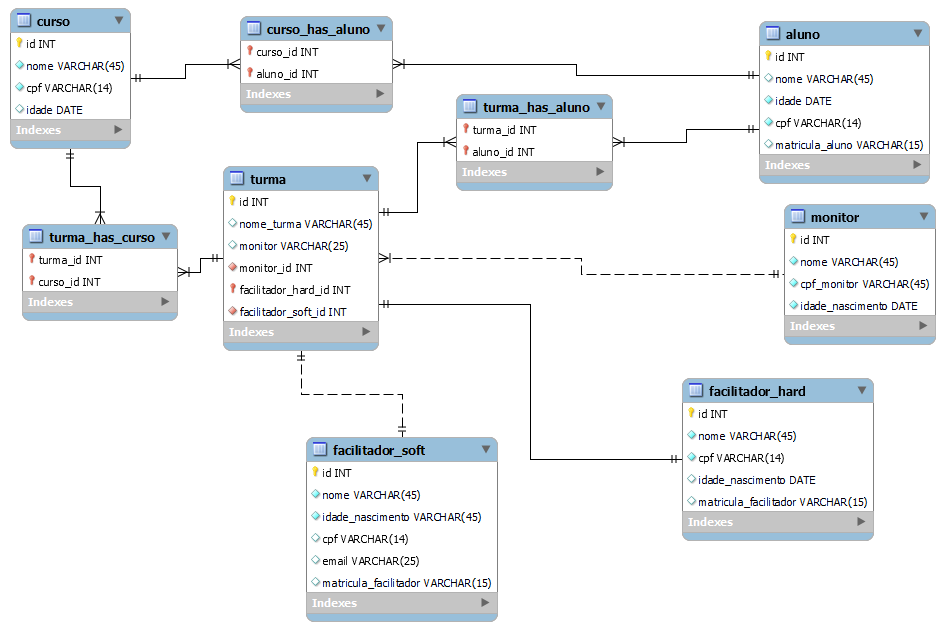 curso
id INT
nome VARCHAR(45)
cpf VARCHAR(14)
idade DATE
Indexes
curso_has_aluno
curso_id INT
aluno_id INT
Indexes
aluno
id INT
nome VARCHAR(45)
idade DATE
cpf VARCHAR(14)
matricula_aluno VARCHAR(15)
Indexes
turma_has_aluno
turma_id INT
aluno_id INT
Indexes
turma
id INT
nome_turma VARCHAR(45)
monitor VARCHAR(25)
monitor_id INT
facilitador_hard_id INT
facilitador_soft_id INT
Indexes
turma_has_curso
turma_id INT
curso_id INT
Indexes
monitor
id INT
nome VARCHAR(45)
cpf_monitor VARCHAR(45)
idade_nascimento DATE
Indexes
facilitador_hard
id INT
nome VARCHAR(45)
cpf VARCHAR(14)
idade_nascimento DATE
matricula_facilitador VARCHAR(15)
Indexes
facilitador_soft
id INT
nome VARCHAR(45)
idade_nascimento VARCHAR(45)
cpf VARCHAR(14)
email VARCHAR(25)
matricula_facilitador VARCHAR(15)
Indexes